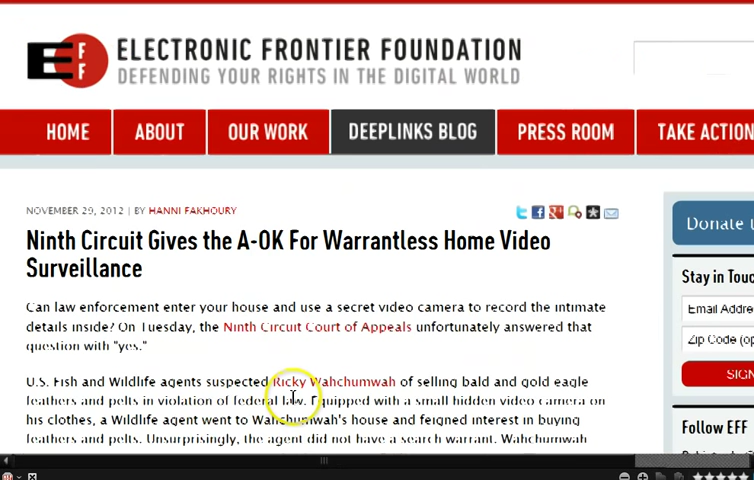 E F F
ELECTRONIC FRONTIER FOUNDATION
DEFENDING YOUR RIGHTS IN THE DIGITAL WORLD
HOME ABOUT OUR WORK DEEPLINKS BLOG PRESS ROOM TAKE ACTION
NOVEMBER 29, 2012 | BY HANNI FAKHOURY
Donate t
Ninth Circuit Gives the A-OK For Warrantless Home Video
Surveillance
Stay in Touc
Can law enforcement enter your house and use a secret video camera to record the intimate
Email Addre
details inside? On Tuesday, the Ninth Circuit Court of Appeals unfortunately answered that
Zip Code (op
question with "yes."
SIGN
U.S. Fish and Wildlife agents suspected Ricky Wahchumwah of selling bald and gold eagle
feathers and pelts in violation of federal law. Equipped with a small hidden video camera on
his clothes, a Wildlife agent went to Wahchumwah's house and feigned interest in buying
Follow EFF
feathers and pelts. Unsurprisingly, the agent did not have a search warrant. Wahchumwah